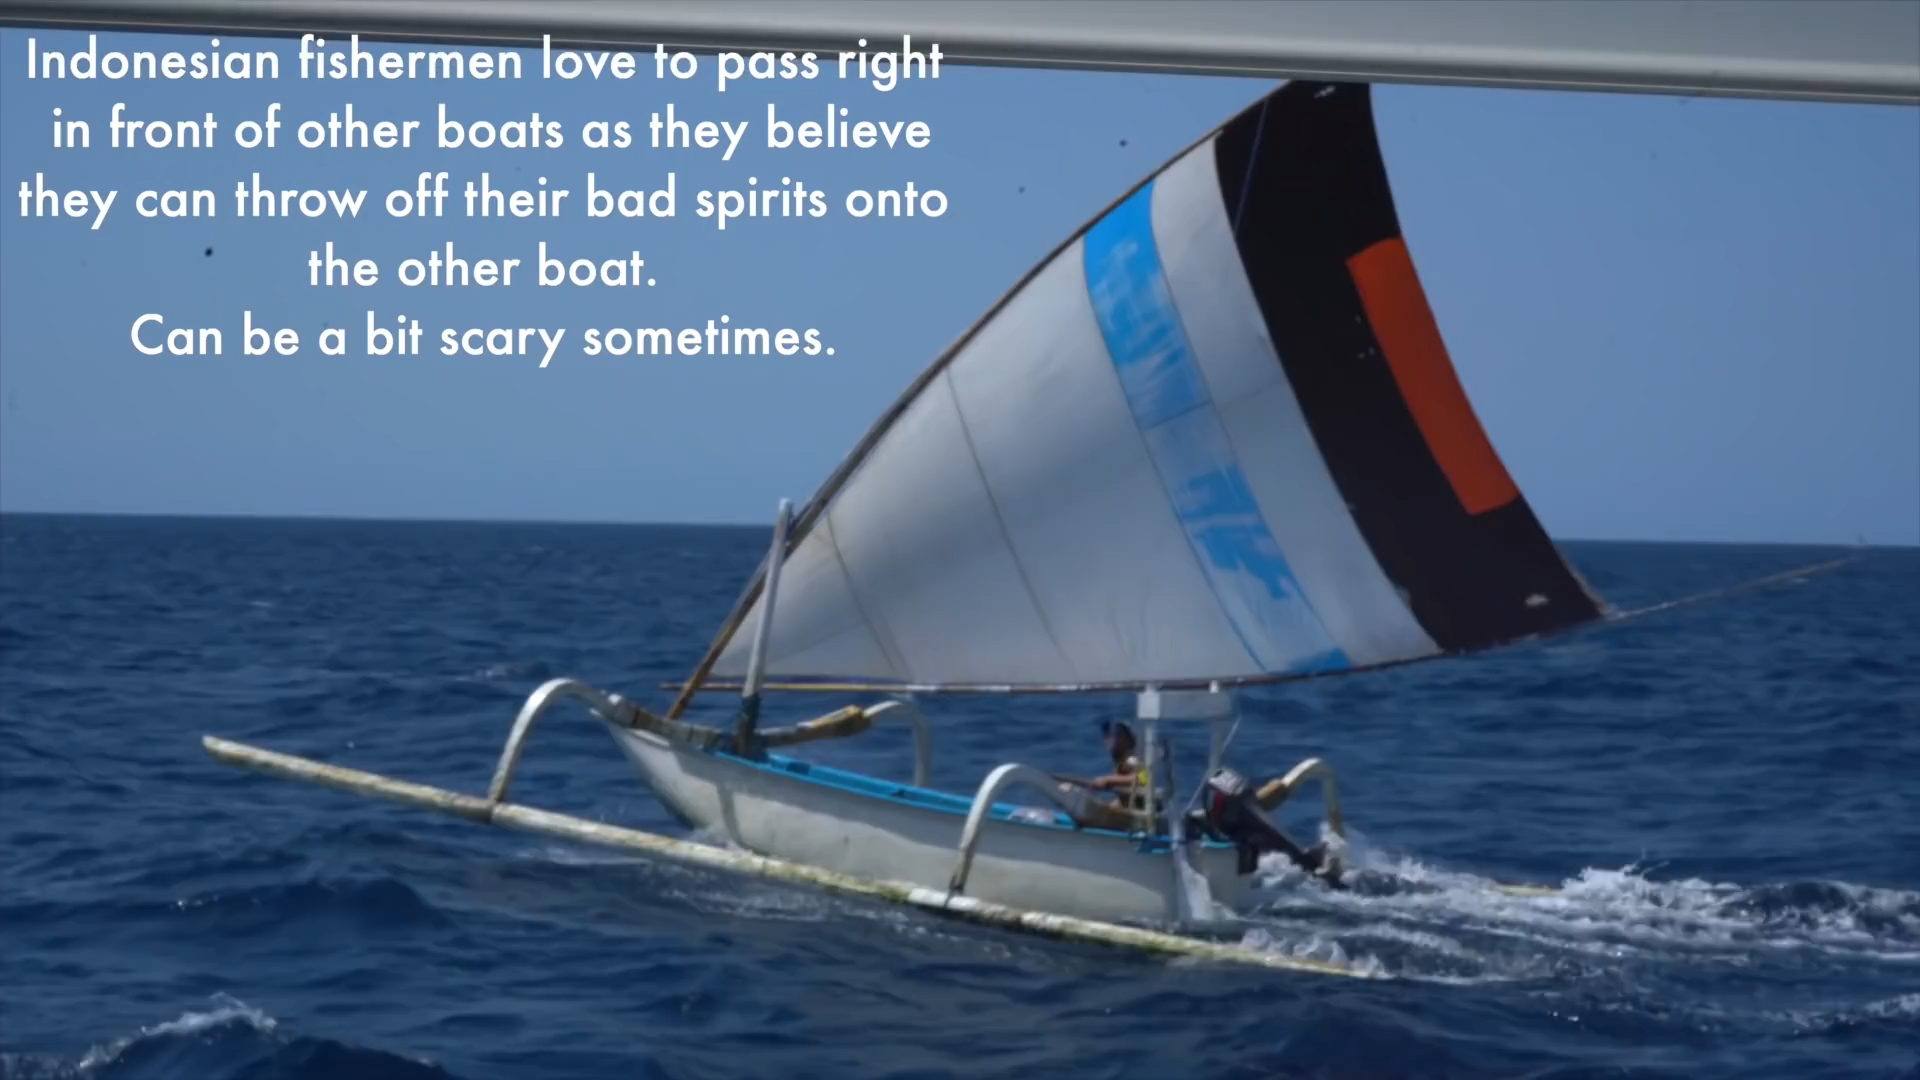 Indonesian fishermen love to pass right
in front of other boats as they believe
they can throw off their bad spirits onto
the other boat.
Can be a bit scary sometimes.